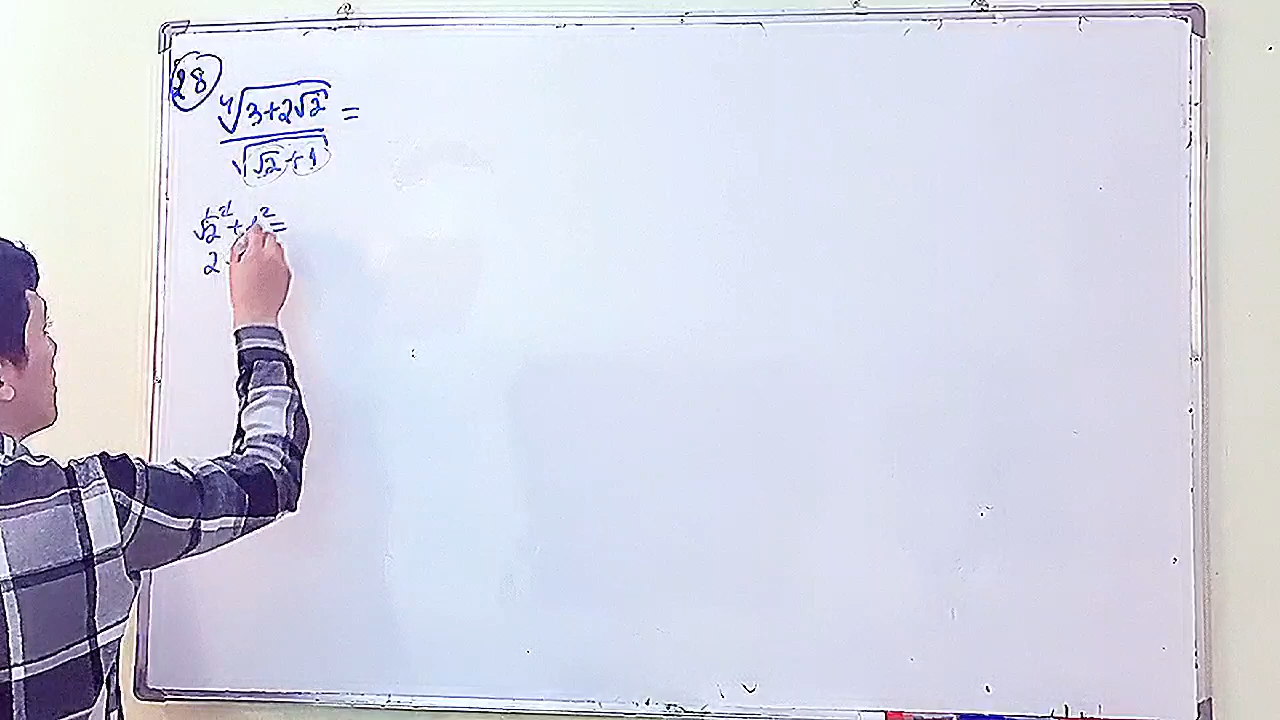 28
⁴√(3+2√2) =
√(√2+1)
√2² + 1² =
2